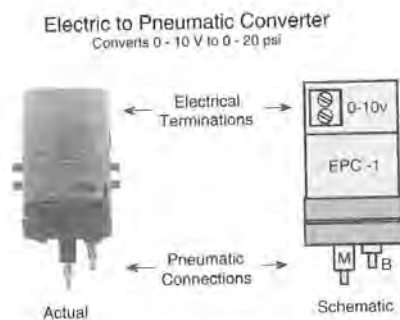 Electric to Pneumatic Converter
Converts 0 - 10 V to 0 - 20 psi
Electrical
Terminations
0-10v
EPC -1
Pneumatic
Connections
M
B
Actual
Schematic